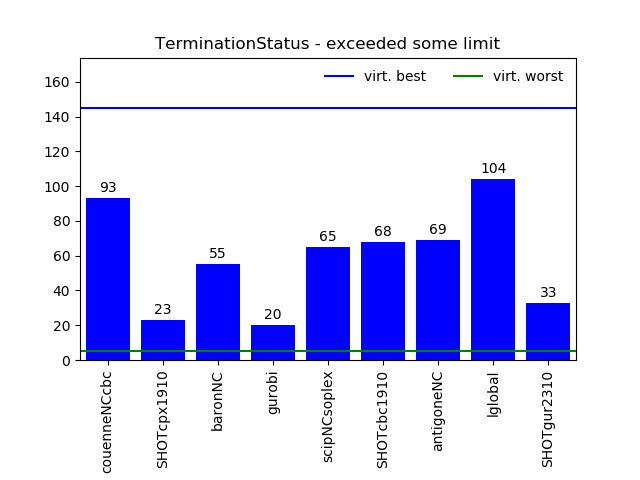 TerminationStatus - exceeded some limit
virt. best
virt. worst
160
140
120
100
80
60
40
20
0
93
23
55
20
65
68
69
104
33
couenneNCcbc
SHOTcpx1910
baronNC
gurobi
scipNCsoplex
SHOTcbc1910
antigoneNC
lglobal
SHOTgur2310